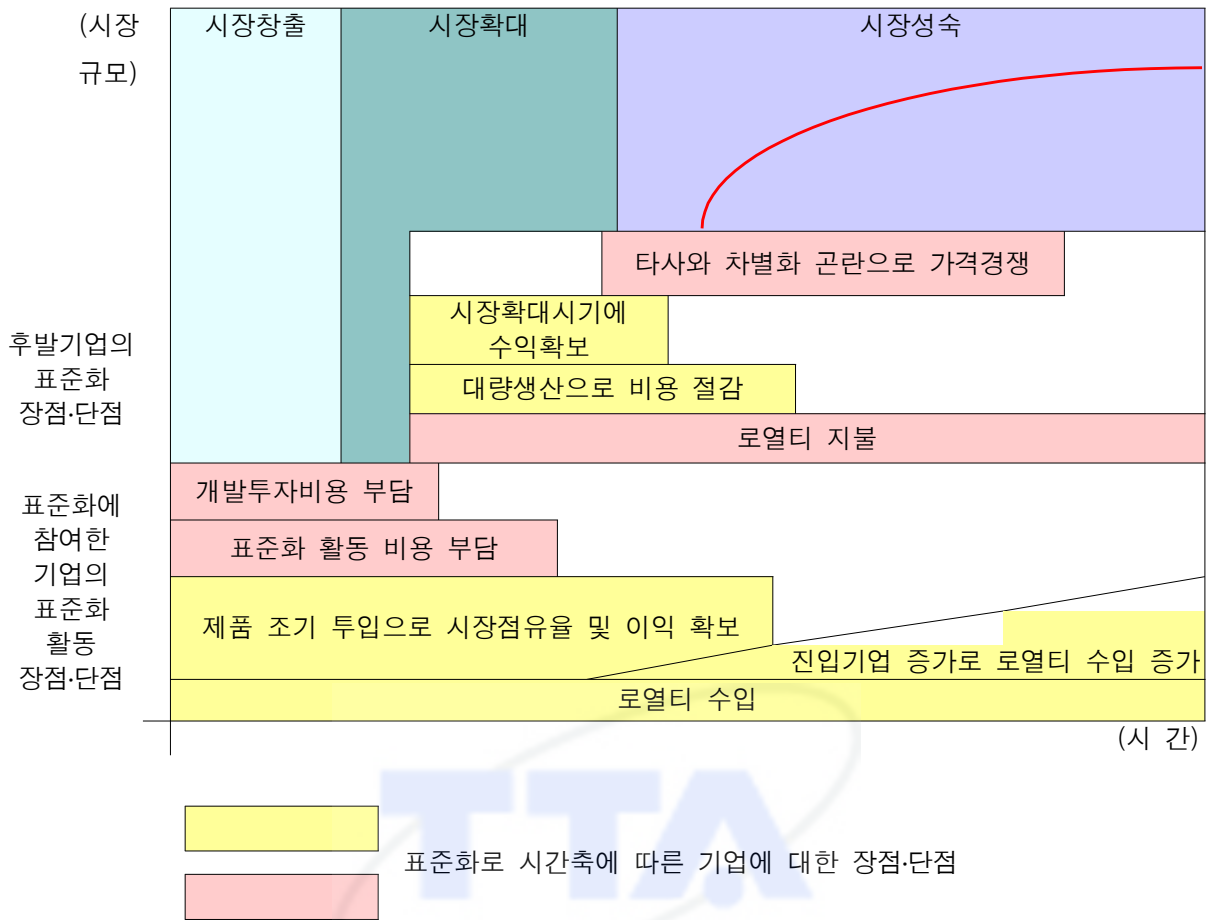 (시장
규모)
시장창출
시장확대
시장성숙
타사와 차별화 곤란으로 가격경쟁
시장확대시기에
수익확보
대량생산으로 비용 절감
로열티 지불
후발기업의
표준화
장점·단점
개발투자비용 부담
표준화 활동 비용 부담
제품 조기 투입으로 시장점유율 및 이익 확보
진입기업 증가로 로열티 수입 증가
로열티 수입
표준화에
참여한
기업의
표준화
활동
장점·단점
(시 간)
TTA
표준화로 시간축에 따른 기업에 대한 장점·단점